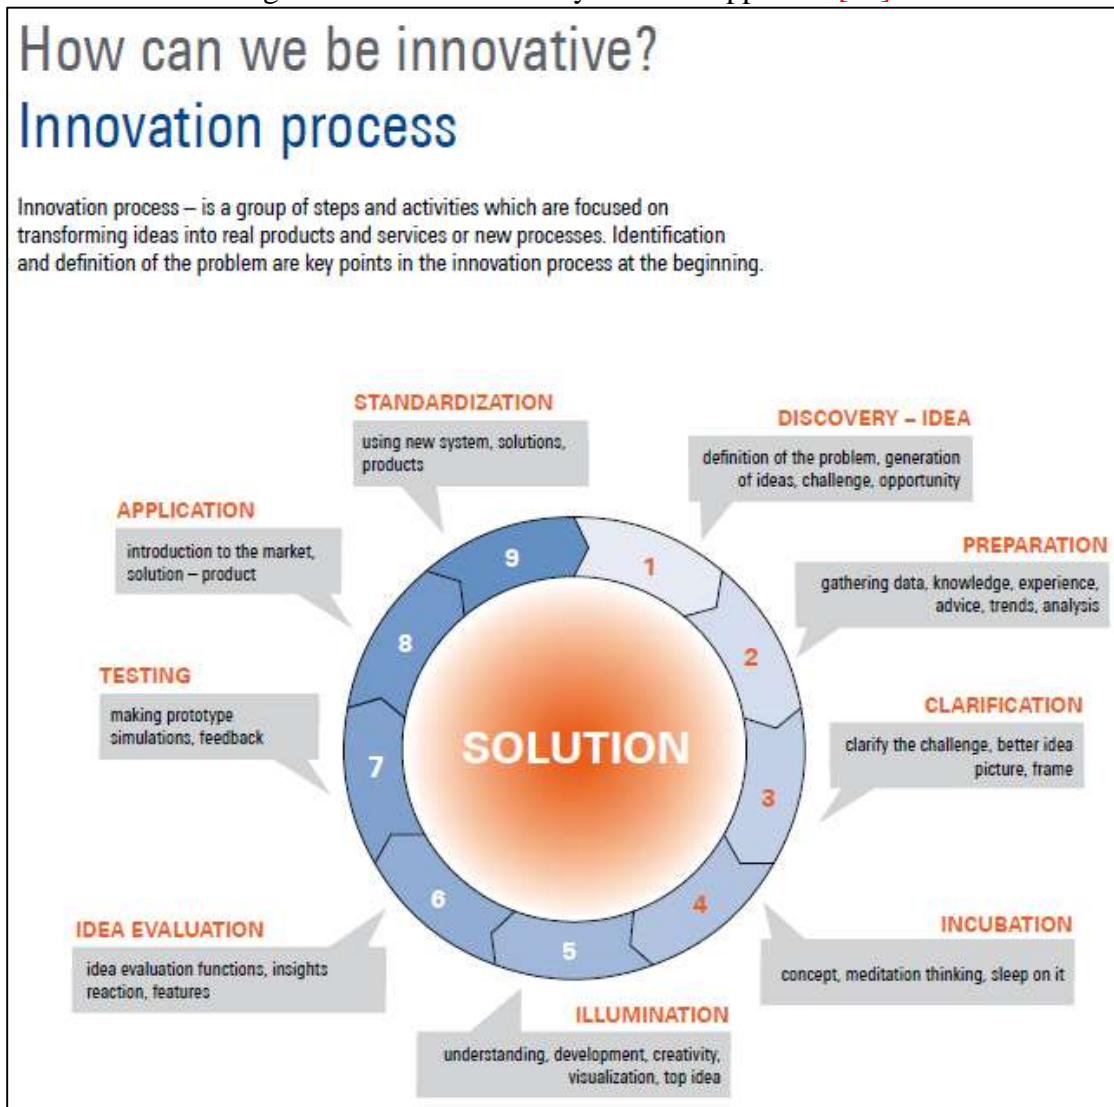 How can we be innovative?
Innovation process
Innovation process – is a group of steps and activities which are focused on
transforming ideas into real products and services or new processes. Identification
and definition of the problem are key points in the innovation process at the beginning.
STANDARDIZATION
using new system, solutions,
products
DISCOVERY – IDEA
definition of the problem, generation
of ideas, challenge, opportunity
APPLICATION
introduction to the market,
solution – product
PREPARATION
gathering data, knowledge, experience,
advice, trends, analysis
TESTING
making prototype
simulations, feedback
CLARIFICATION
clarify the challenge, better idea
picture, frame
IDEA EVALUATION
idea evaluation functions, insights
reaction, features
INCUBATION
concept, meditation thinking, sleep on it
ILLUMINATION
understanding, development, creativity,
visualization, top idea
1
2
3
4
5
6
7
8
9
SOLUTION